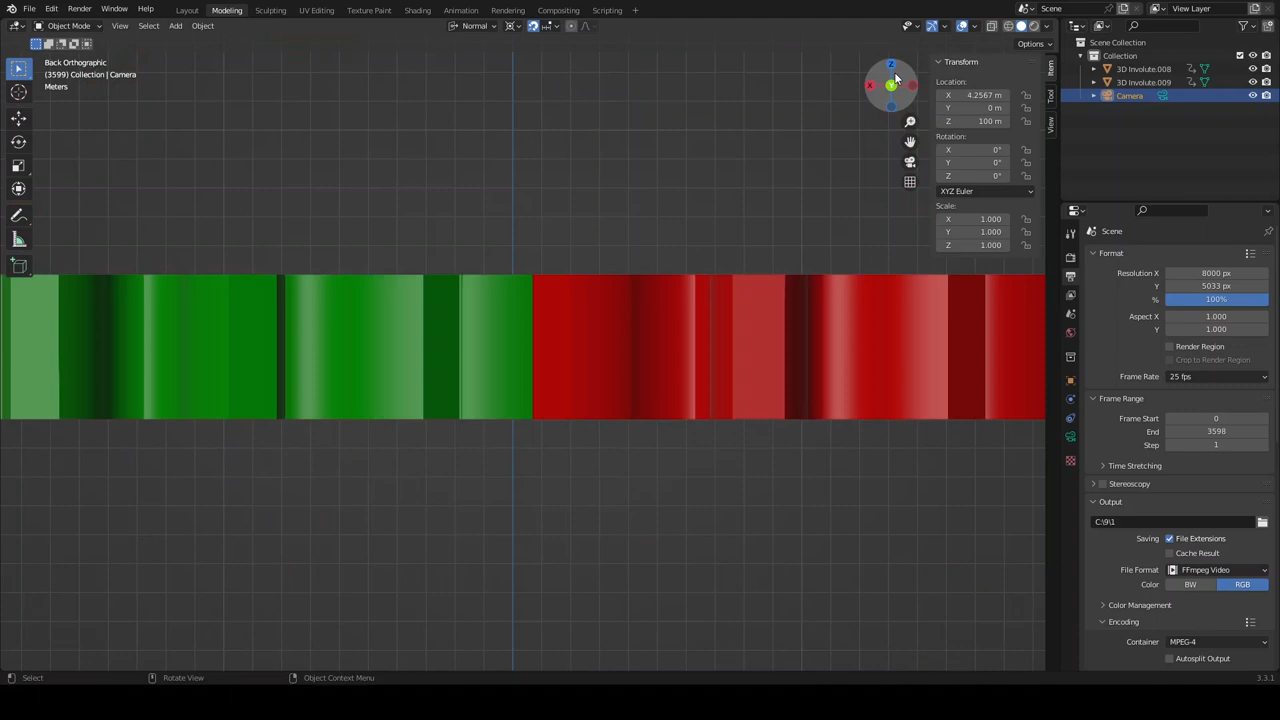 File Edit Render Window Help Layout Modeling Sculpting UV Editing Texture Paint Shading Animation Rendering Compositing Scripting + Scene View Layer
Object Mode View Select Add Object Normal
Options
Back Orthographic
(3599) Collection | Camera
Meters
Z
X
Y
Transform
Location:
X 4.2567 m
Y 0 m
Z 100 m
Rotation:
X 0°
Y 0°
Z 0°
XYZ Euler
Scale:
X 1.000
Y 1.000
Z 1.000
Item
Tool
View
Scene Collection
Collection
3D Involute.008
3D Involute.009
Camera
Scene
Format
Resolution X 8000 px
Y 5033 px
% 100%
Aspect X 1.000
Y 1.000
Render Region
Crop to Render Region
Frame Rate 25 fps
Frame Range
Frame Start 0
End 3598
Step 1
Time Stretching
Stereoscopy
Output
C:\9\1
Saving File Extensions
Cache Result
File Format FFmpeg Video
Color BW RGB
Color Management
Encoding
Container MPEG-4
Autosplit Output
Select Rotate View Object Context Menu 3.3.1